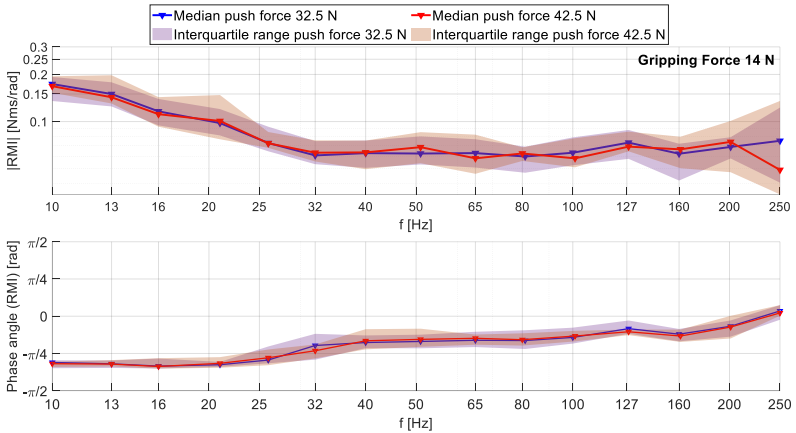 Median push force 32.5 N Median push force 42.5 N
Interquartile range push force 32.5 N Interquartile range push force 42.5 N
Gripping Force 14 N
|RMI| [Nms/rad]
0.3
0.25
0.2
0.15
0.1
10 13 16 20 25 32 40 50 65 80 100 127 160 200 250
f [Hz]
Phase angle (RMI) [rad]
π/2
π/4
0
-π/4
-π/2
10 13 16 20 25 32 40 50 65 80 100 127 160 200 250
f [Hz]